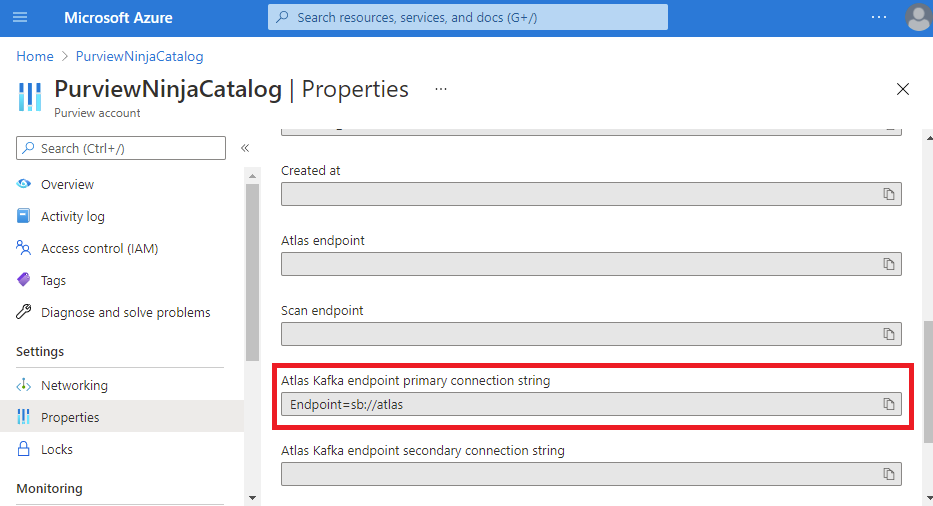 Microsoft Azure
Search resources, services, and docs (G+/)
...
Home > PurviewNinjaCatalog
PurviewNinjaCatalog | Properties ...
Purview account
Search (Ctrl+/)
«
Overview
Activity log
Access control (IAM)
Tags
Diagnose and solve problems
Settings
Networking
Properties
Locks
Monitoring
Created at
Atlas endpoint
Scan endpoint
Atlas Kafka endpoint primary connection string
Endpoint=sb://atlas
Atlas Kafka endpoint secondary connection string